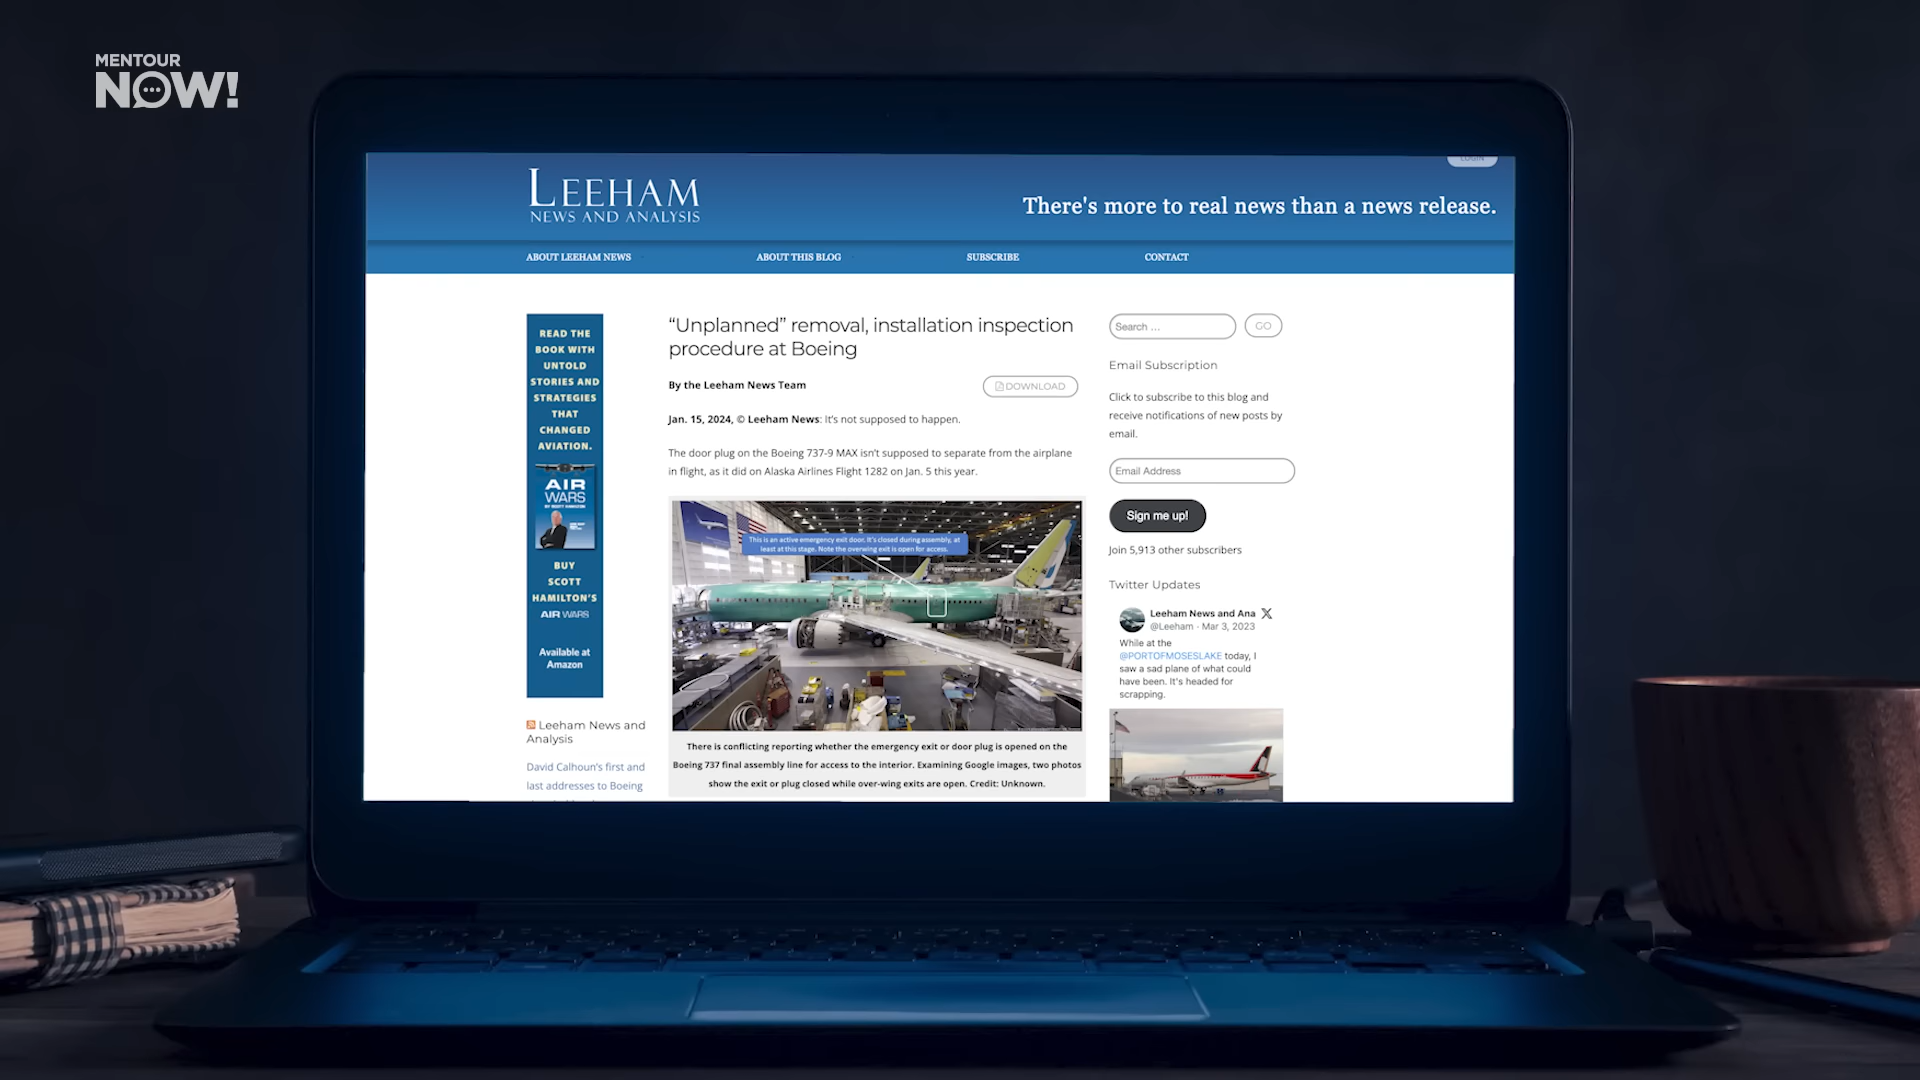 MENTOUR
NOW!
LOGIN
LEEHAM
NEWS AND ANALYSIS
There's more to real news than a news release.
ABOUT LEEHAM NEWS
ABOUT THIS BLOG
SUBSCRIBE
CONTACT
READ THE
BOOK WITH
UNTOLD
STORIES AND
STRATEGIES
THAT
CHANGED
AVIATION.
AIR
WARS
BUY
SCOTT
HAMILTON'S
AIR WARS
Available at
Amazon
Leeham News and
Analysis
David Calhoun's first and
last addresses to Boeing
“Unplanned” removal, installation inspection
procedure at Boeing
By the Leeham News Team
DOWNLOAD
Jan. 15, 2024, © Leeham News: It's not supposed to happen.
The door plug on the Boeing 737-9 MAX isn't supposed to separate from the airplane
in flight, as it did on Alaska Airlines Flight 1282 on Jan. 5 this year.
This is an active emergency exit door. It's closed during assembly, at
least at this stage. Note the overwing exit is open for access.
There is conflicting reporting whether the emergency exit or door plug is opened on the
Boeing 737 final assembly line for access to the interior. Examining Google images, two photos
show the exit or plug closed while over-wing exits are open. Credit: Unknown.
Search ...
GO
Email Subscription
Click to subscribe to this blog and
receive notifications of new posts by
email.
Email Address
Sign me up!
Join 5,913 other subscribers
Twitter Updates
Leeham News and Ana
@Leeham · Mar 3, 2023
While at the
@PORTOFMOSESLAKE today, I
saw a sad plane of what could
have been. It's headed for
scrapping.